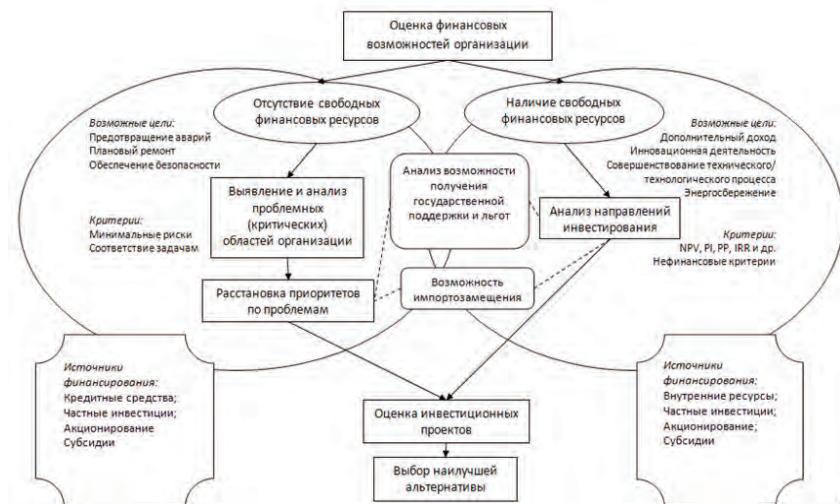 Оценка финансовых
возможностей организации
Отсутствие свободных
финансовых ресурсов
Наличие свободных
финансовых ресурсов
Возможные цели:
Предотвращение аварий
Плановый ремонт
Обеспечение безопасности
Критерии:
Минимальные риски
Соответствие задачам
Выявление и анализ
проблемных
(критических)
областей организации
Расстановка приоритетов
по проблемам
Анализ возможности
получения
государственной
поддержки и льгот
Возможность
импортозамещения
Возможные цели:
Дополнительный доход
Инновационная деятельность
Совершенствование технического/
технологического процесса
Энергосбережение
Анализ направлений
инвестирования
Критерии:
NPV, PI, PP, IRR и др.
Нефинансовые критерии
Источники
финансирования:
Кредитные средства;
Частные инвестиции;
Акционирование
Субсидии
Источники
финансирования:
Внутренние ресурсы;
Частные инвестиции;
Акционирование;
Субсидии
Оценка инвестиционных
проектов
Выбор наилучшей
альтернативы